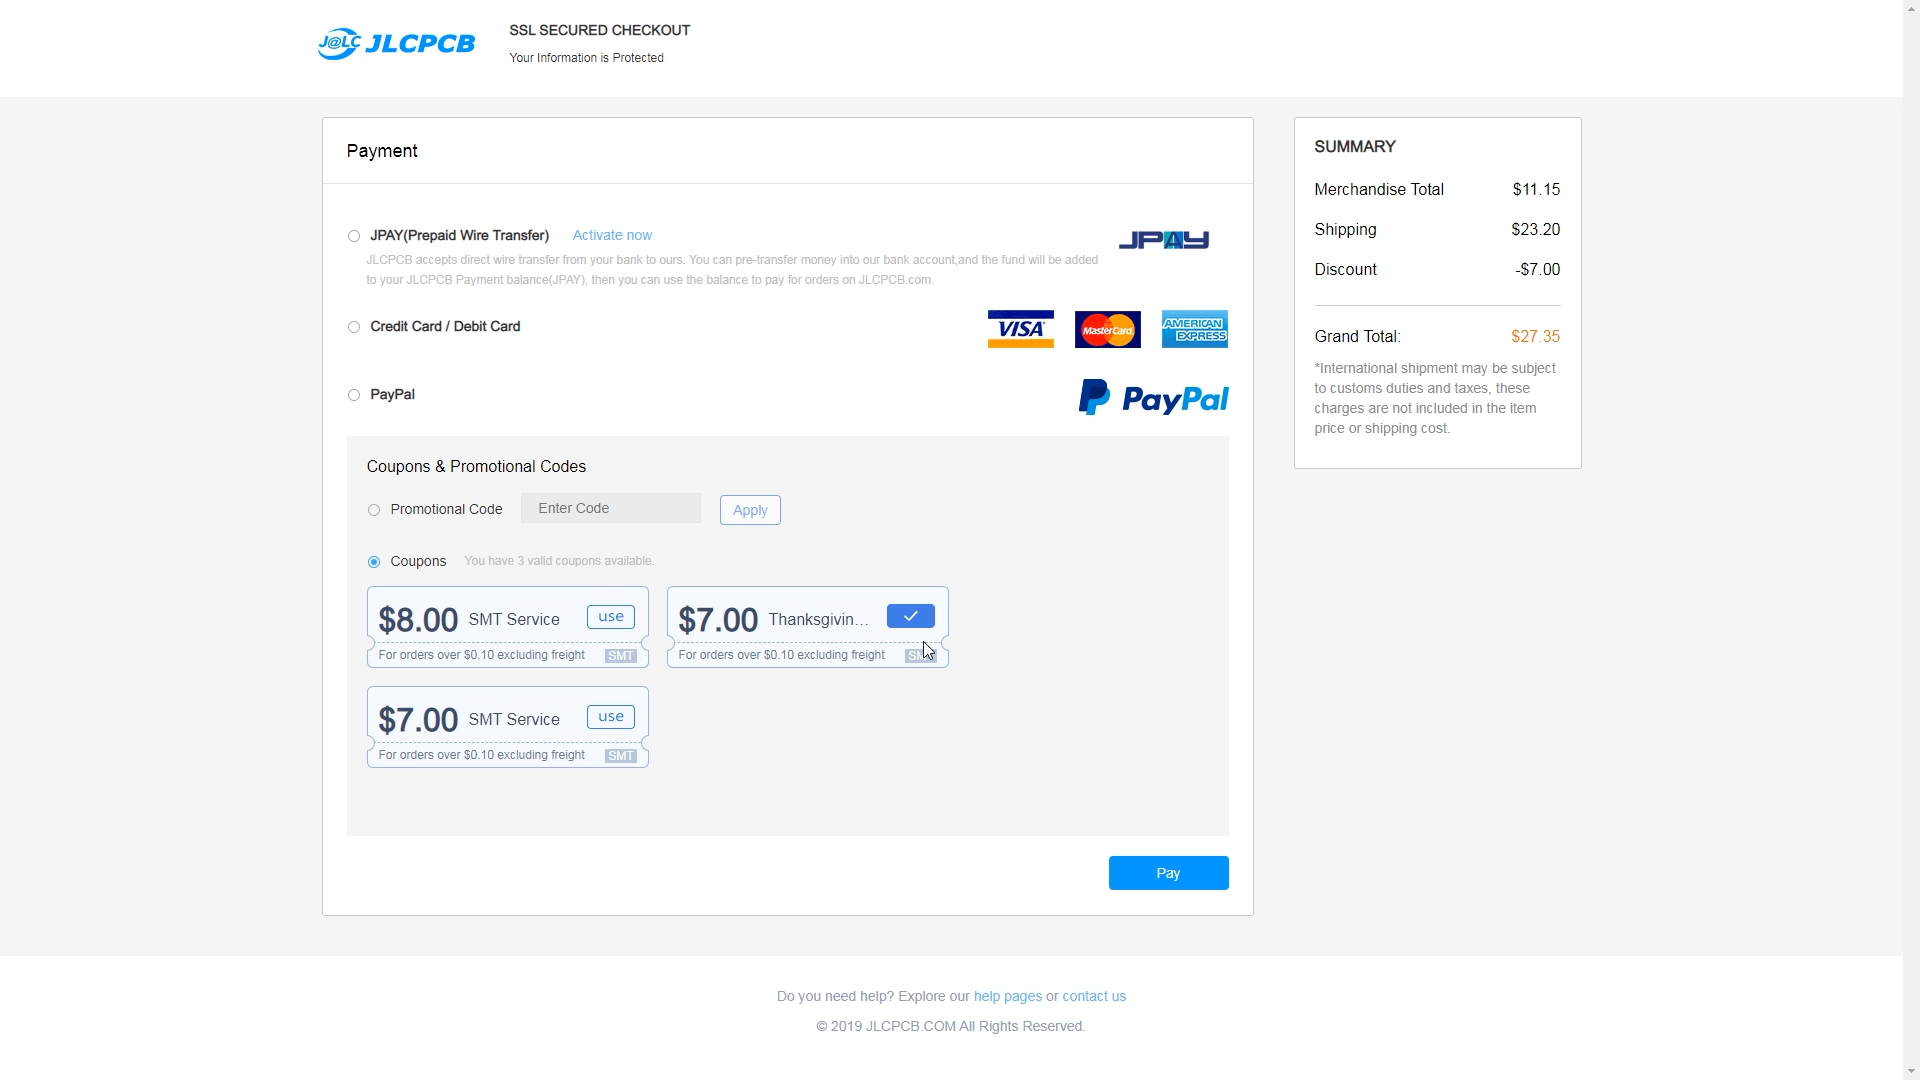 J@LC JLCPCB
SSL SECURED CHECKOUT
Your Information is Protected
Payment
JPAY(Prepaid Wire Transfer) Activate now
JPAY
JLCPCB accepts direct wire transfer from your bank to ours. You can pre-transfer money into our bank account,and the fund will be added
to your JLCPCB Payment balance(JPAY), then you can use the balance to pay for orders on JLCPCB.com.
Credit Card / Debit Card
VISA
MasterCard
AMERICAN
EXPRESS
PayPal
PayPal
Coupons & Promotional Codes
Promotional Code Enter Code Apply
Coupons You have 3 valid coupons available.
$8.00 SMT Service use
For orders over $0.10 excluding freight SMT
$7.00 Thanksgivin...
For orders over $0.10 excluding freight
$7.00 SMT Service use
For orders over $0.10 excluding freight SMT
Pay
SUMMARY
Merchandise Total $11.15
Shipping $23.20
Discount -$7.00
Grand Total: $27.35
*International shipment may be subject
to customs duties and taxes, these
charges are not included in the item
price or shipping cost.
Do you need help? Explore our help pages or contact us
© 2019 JLCPCB.COM All Rights Reserved.